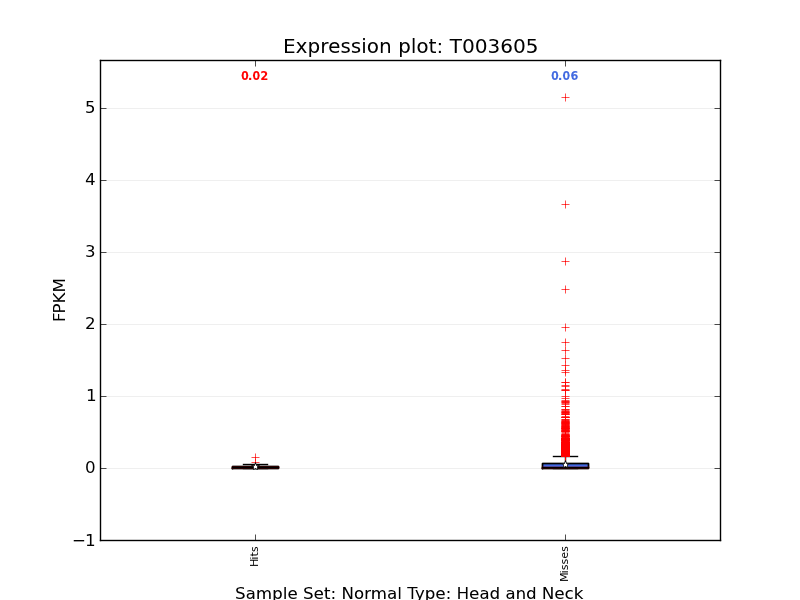 Expression plot: T003605
0.02
0.06
5
4
3
2
1
0
−1
FPKM
Hits
Misses
Sample Set: Normal Type: Head and Neck